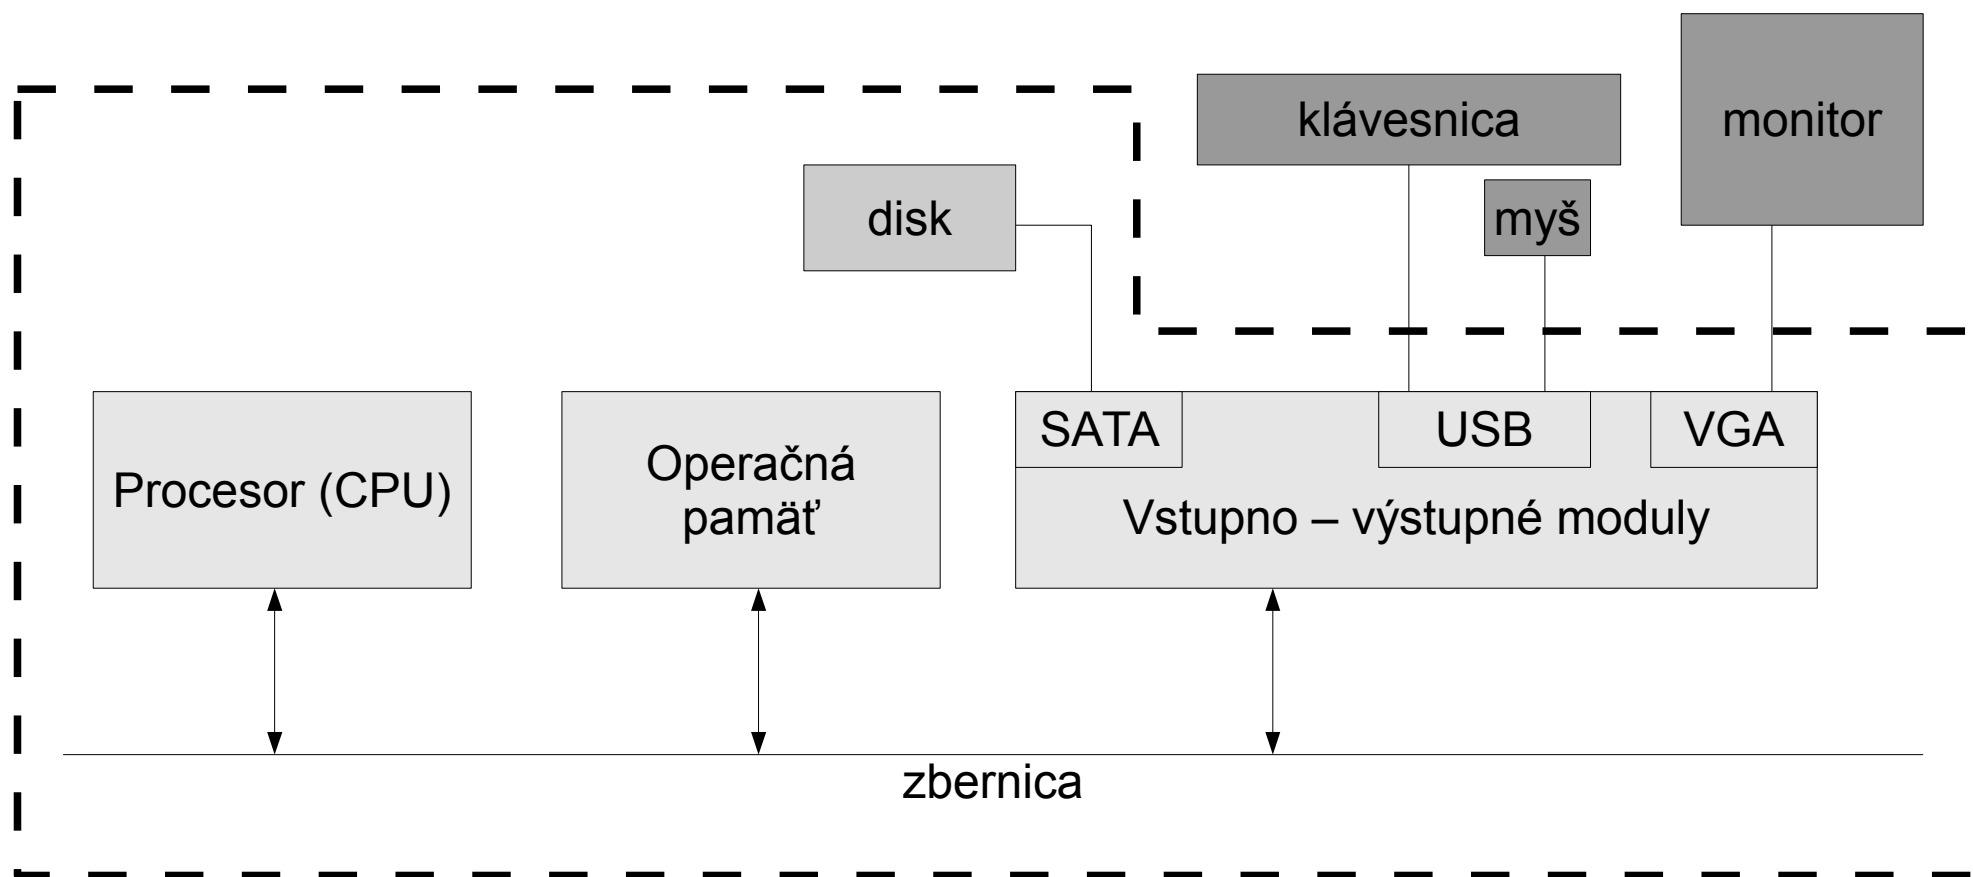 klávesnica
monitor
disk
myš
SATA
USB
VGA
Procesor (CPU)
Operačná
pamäť
Vstupno – výstupné moduly
zbernica